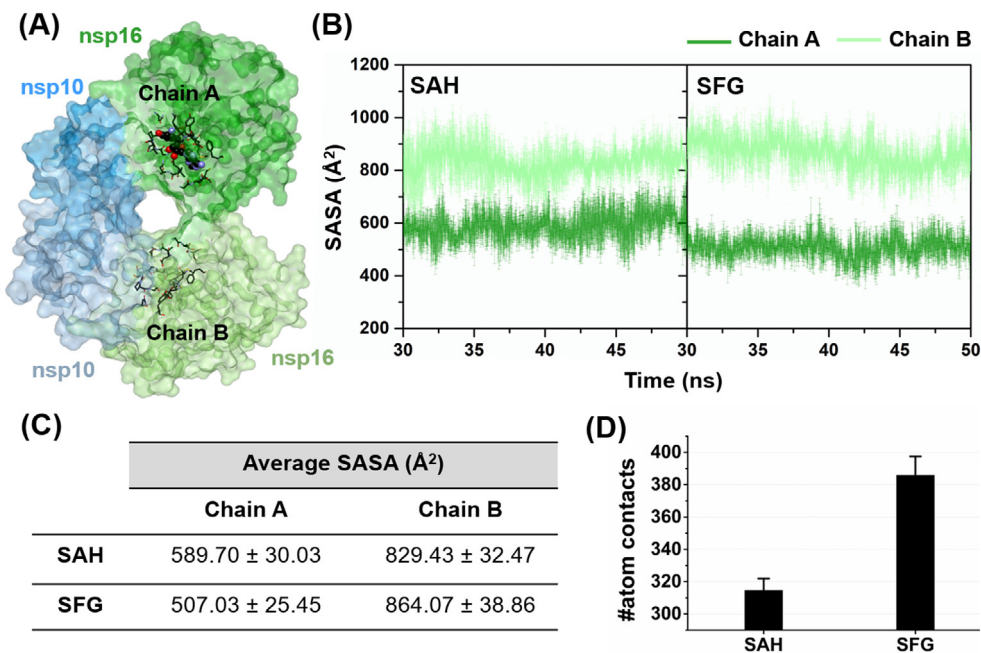 (A)
nsp16
nsp10
Chain A
Chain B
nsp10
nsp16
(B)
Chain A
Chain B
SASA (Å²)
1200
1000
800
600
400
200
SAH
SFG
30 35 40 45 30 35 40 45 50
Time (ns)
(C)
Average SASA (Å²)
Chain A Chain B
SAH 589.70 ± 30.03 829.43 ± 32.47
SFG 507.03 ± 25.45 864.07 ± 38.86
(D)
#atom contacts
400
380
360
340
320
300
SAH SFG